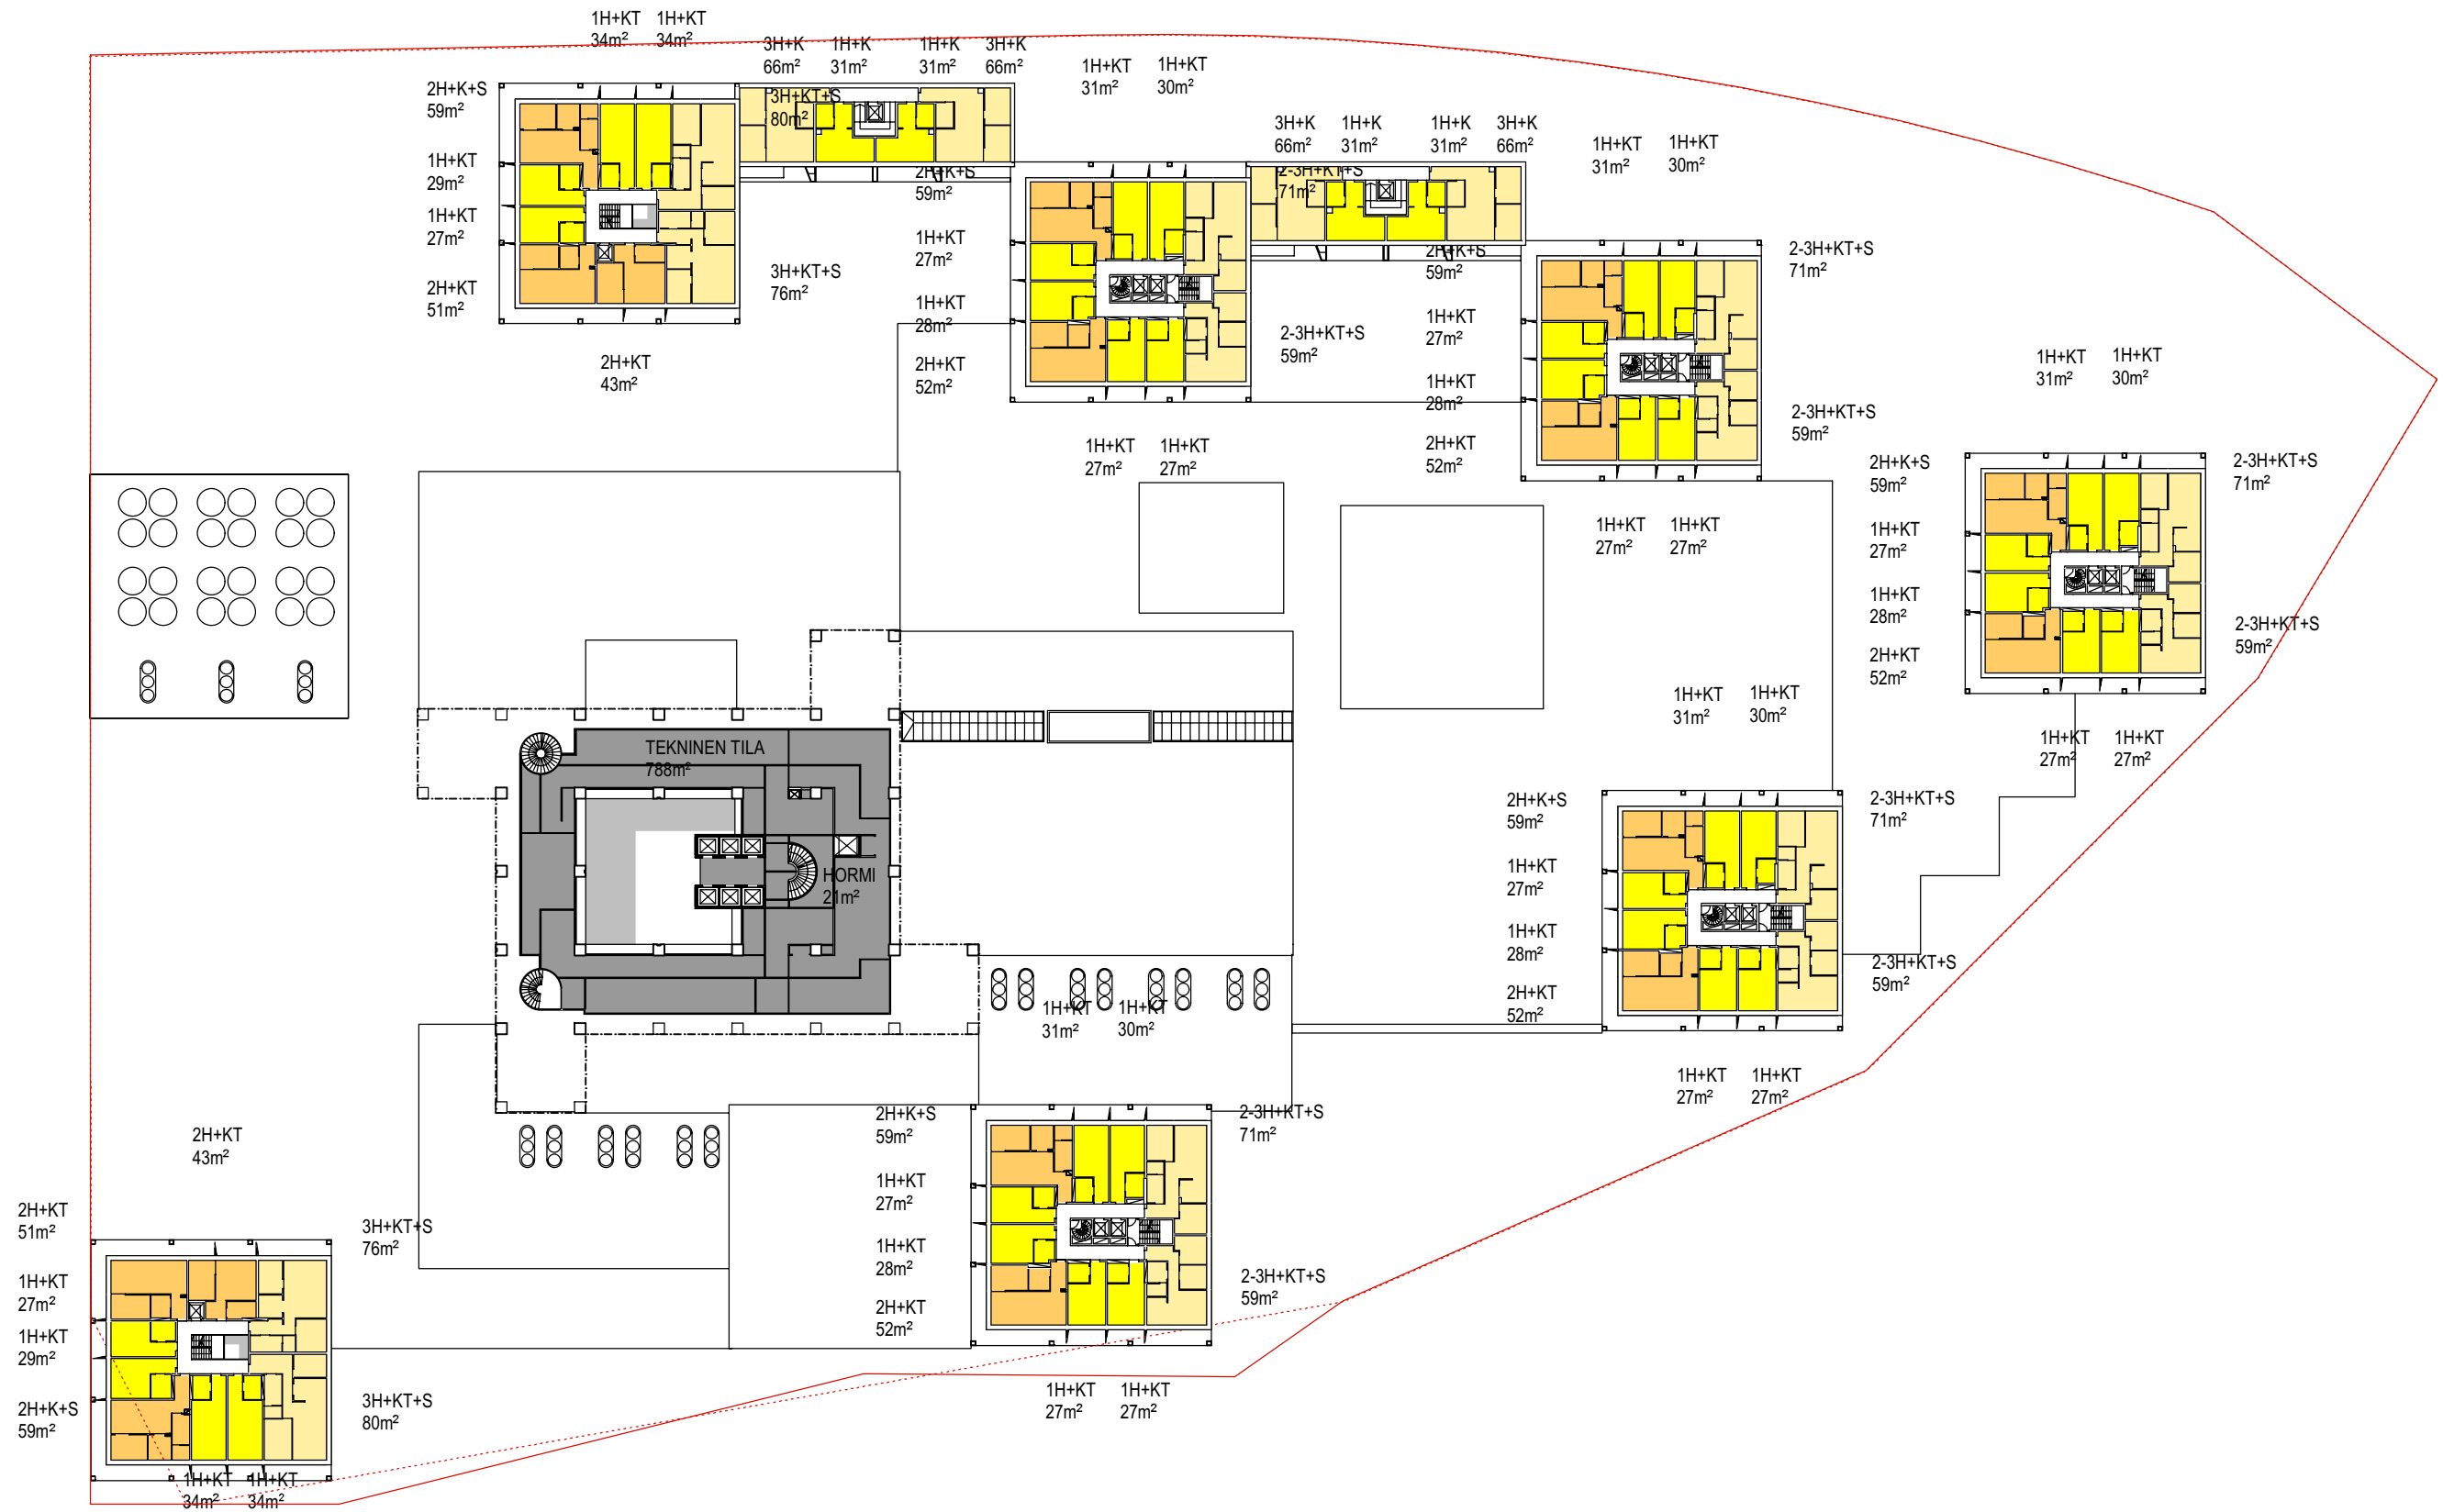 1H+KT 1H+KT
34m² 34m²
3H+K 1H+K 1H+K 3H+K
66m² 31m² 31m² 66m²
1H+KT 1H+KT
31m² 30m²
2H+K+S
59m²
3H+KT+S
80m²
1H+KT
29m²
1H+KT
27m²
2H+KT
51m²
3H+KT+S
76m²
2H+KT
43m²
3H+K 1H+K 1H+K 3H+K
66m² 31m² 31m² 66m²
1H+KT 1H+KT
31m² 30m²
2H+K+S
59m²
2-3H+KT+S
71m²
1H+KT
27m²
1H+KT
28m²
2H+KT
52m²
2-3H+KT+S
59m²
1H+KT 1H+KT
27m² 27m²
2H+K+S
59m²
2-3H+KT+S
71m²
1H+KT
27m²
1H+KT
28m²
2H+KT
52m²
2-3H+KT+S
59m²
1H+KT 1H+KT
27m² 27m²
1H+KT 1H+KT
31m² 30m²
2H+K+S
59m²
2-3H+KT+S
71m²
1H+KT
27m²
1H+KT
28m²
2H+KT
52m²
2-3H+KT+S
59m²
1H+KT 1H+KT
27m² 27m²
1H+KT 1H+KT
31m² 30m²
TEKNINEN TILA
788m²
HORMI
21m²
2H+K+S
59m²
2-3H+KT+S
71m²
1H+KT
27m²
1H+KT
28m²
2H+KT
52m²
2-3H+KT+S
59m²
1H+KT 1H+KT
27m² 27m²
1H+KT 1H+KT
31m² 30m²
2H+K+S
59m²
2-3H+KT+S
71m²
1H+KT
27m²
1H+KT
28m²
2H+KT
52m²
2-3H+KT+S
59m²
1H+KT 1H+KT
27m² 27m²
2H+KT
43m²
2H+KT
51m²
3H+KT+S
76m²
1H+KT
27m²
1H+KT
29m²
2H+K+S
59m²
3H+KT+S
80m²
1H+KT 1H+KT
34m² 34m²